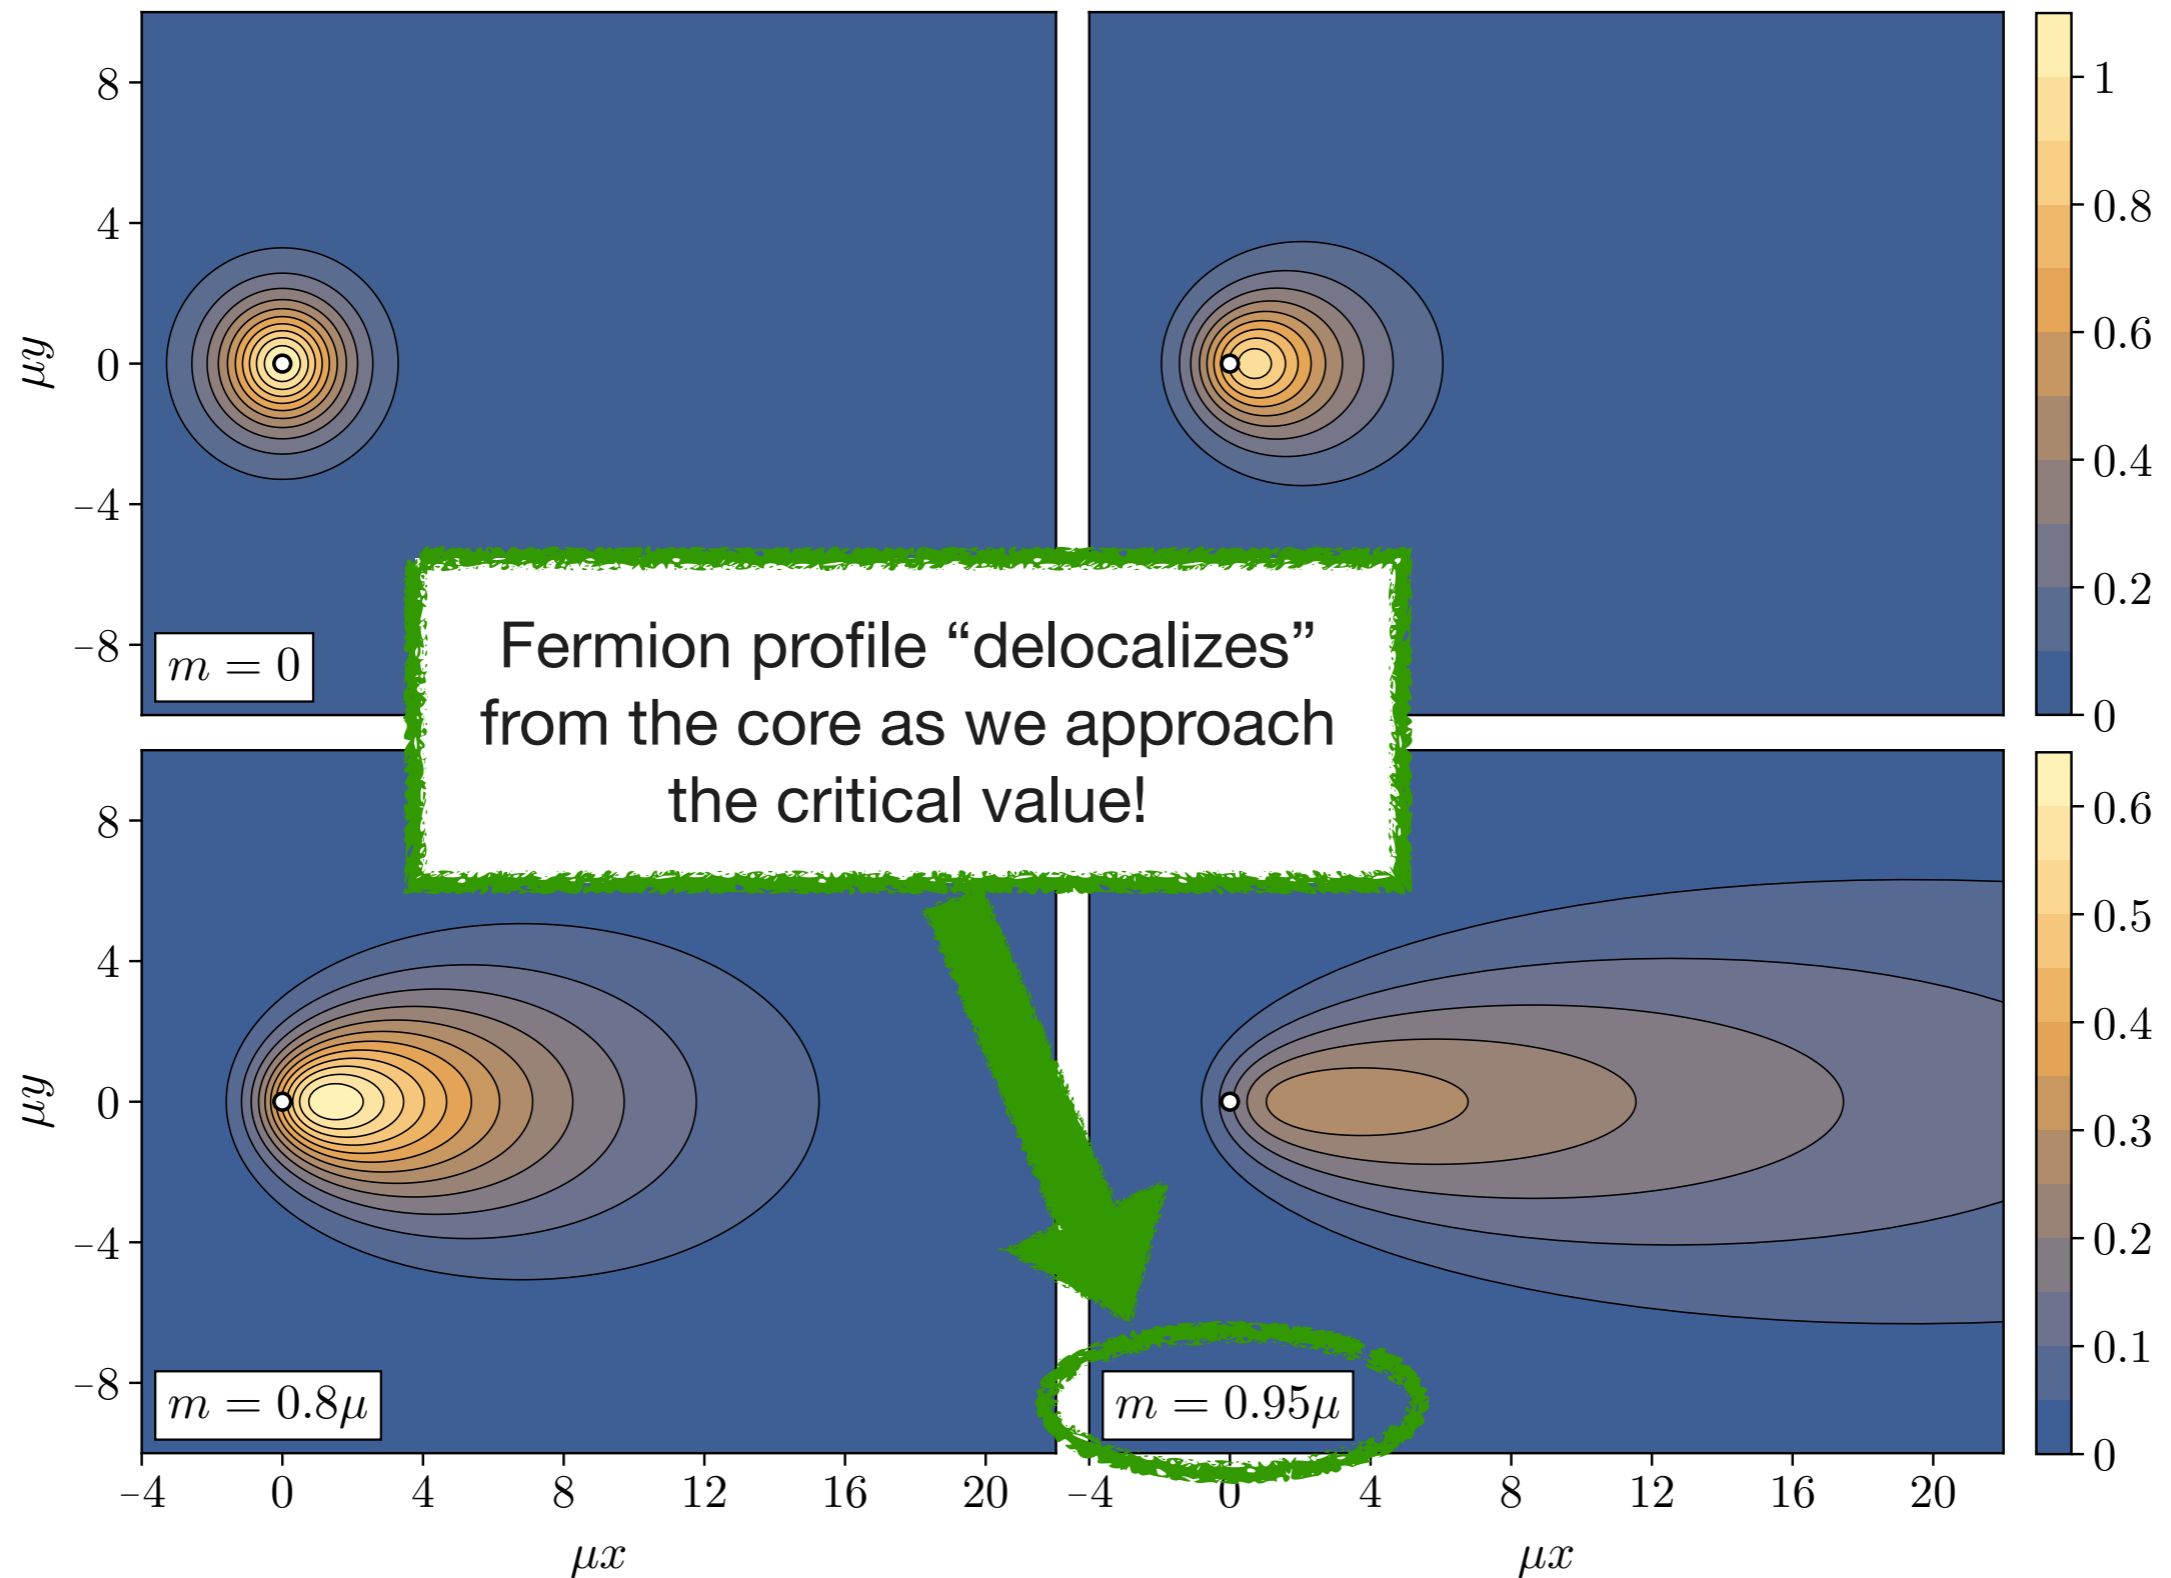 8
4
0
−4
−8
μy
m = 0
1
0.8
0.6
0.4
0.2
0
Fermion profile “delocalizes”
from the core as we approach
the critical value!
8
4
0
−4
−8
μy
m = 0.8μ
m = 0.95μ
0.6
0.5
0.4
0.3
0.2
0.1
0
−4 0 4 8 12 16 20
−4 0 4 8 12 16 20
μx
μx